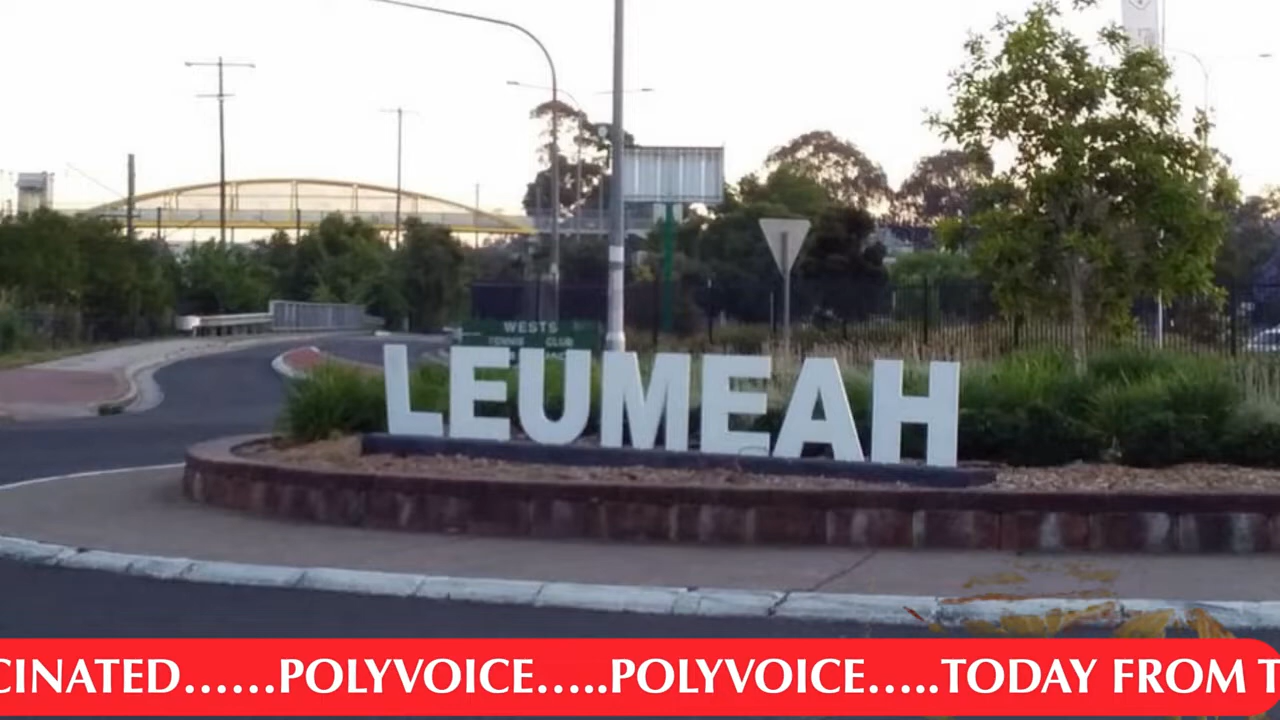 WESTS
TENNIS CLUB
LEUMEAH
CINATED......POLYVOICE.....POLYVOICE.....TODAY FROM T